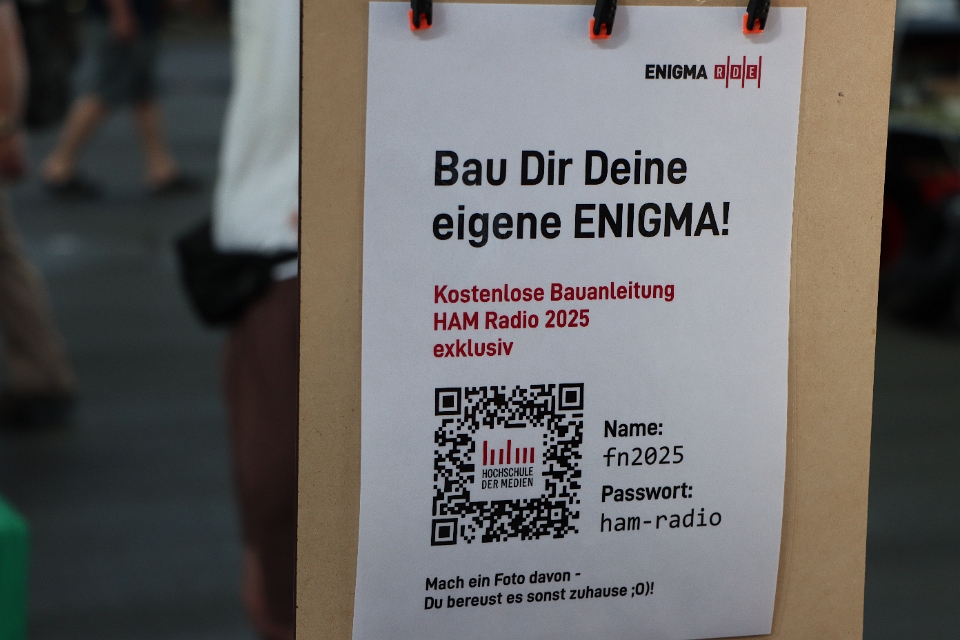 ENIGMA RDE
Bau Dir Deine
eigene ENIGMA!
Kostenlose Bauanleitung
HAM Radio 2025
exklusiv
HOCHSCHULE
DER MEDIEN
Name:
fn2025
Passwort:
ham-radio
Mach ein Foto davon -
Du bereust es sonst zuhause ;O)!